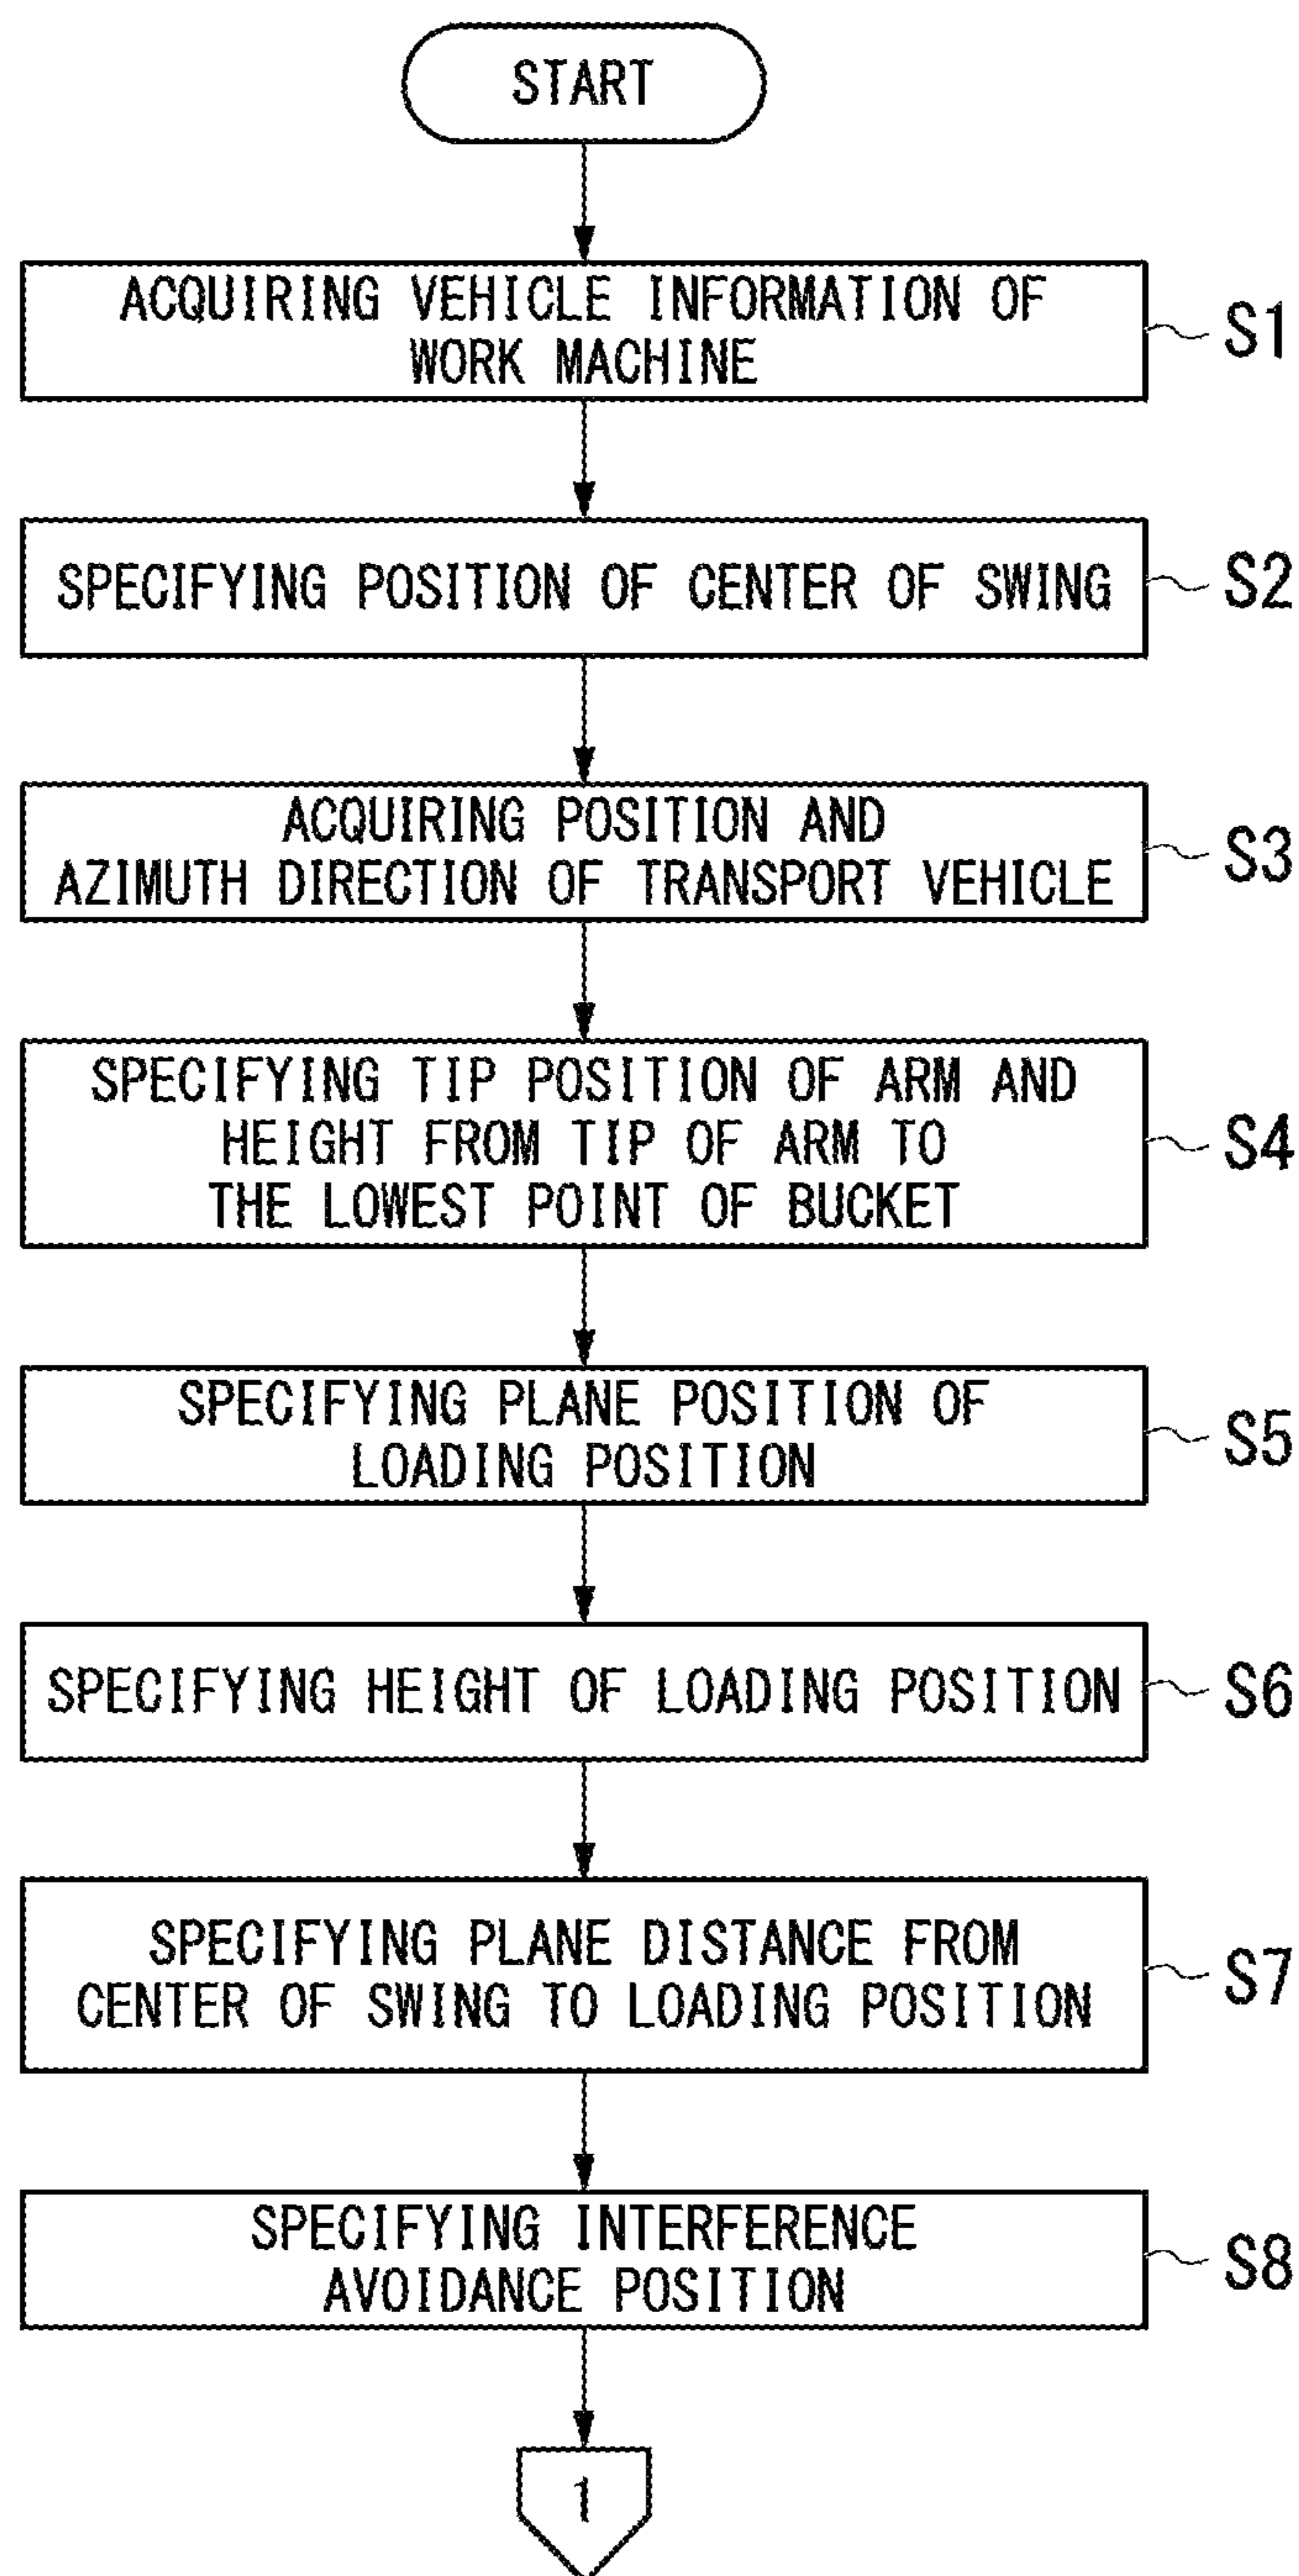 START
ACQUIRING VEHICLE INFORMATION OF
WORK MACHINE
S1
SPECIFYING POSITION OF CENTER OF SWING
S2
ACQUIRING POSITION AND
AZIMUTH DIRECTION OF TRANSPORT VEHICLE
S3
SPECIFYING TIP POSITION OF ARM AND
HEIGHT FROM TIP OF ARM TO
THE LOWEST POINT OF BUCKET
S4
SPECIFYING PLANE POSITION OF
LOADING POSITION
S5
SPECIFYING HEIGHT OF LOADING POSITION
S6
SPECIFYING PLANE DISTANCE FROM
CENTER OF SWING TO LOADING POSITION
S7
SPECIFYING INTERFERENCE
AVOIDANCE POSITION
S8
1